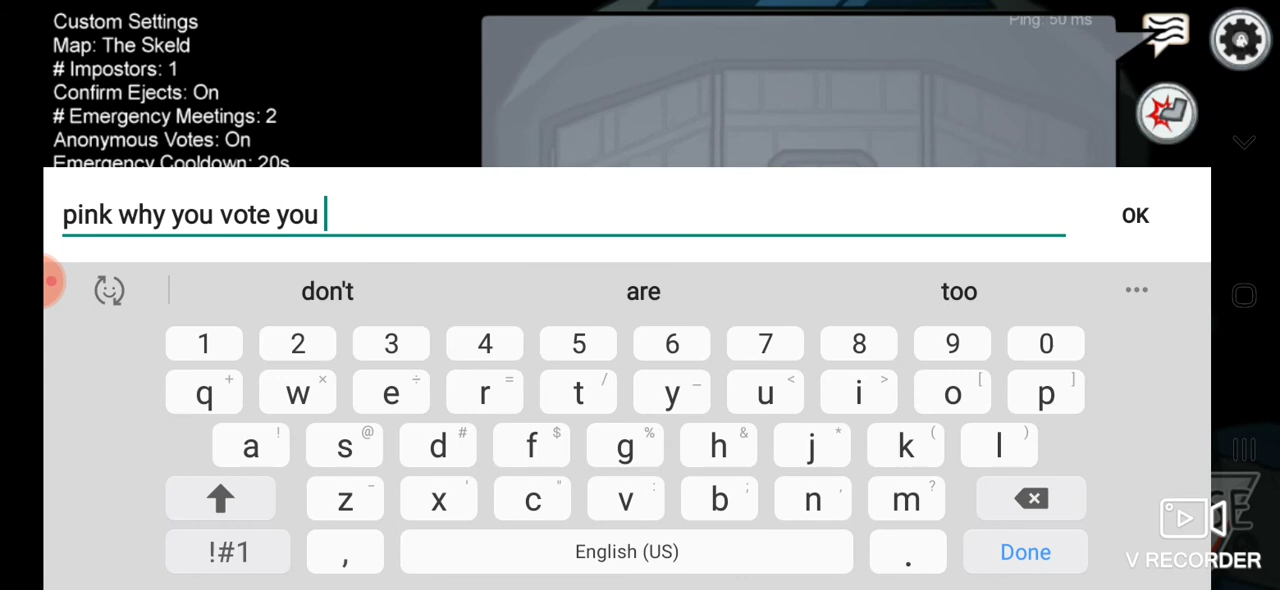 Custom Settings
Map: The Skeld
# Impostors: 1
Confirm Ejects: On
# Emergency Meetings: 2
Anonymous Votes: On
Emergency Cooldown: 20s
Ping: 50 ms
pink why you vote you
OK
don't are too
1 2 3 4 5 6 7 8 9 0
q + w × e ÷ r = t / y _ u < i > o [ p ]
a ! s @ d # f $ g % h & j * k ( l )
z - x ' c " v : b ; n , m ?
!#1 , English (US) . Done
V RECORDER